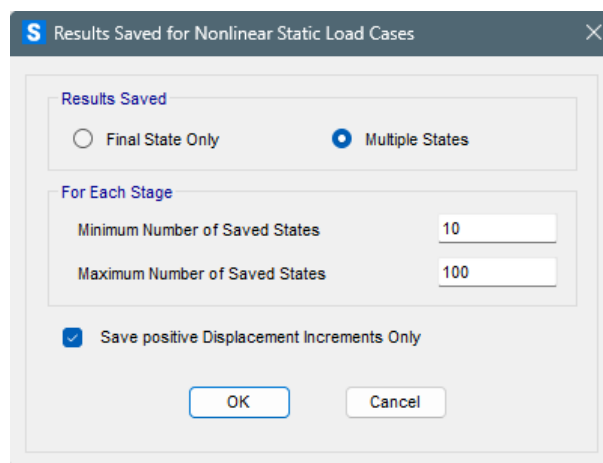 S Results Saved for Nonlinear Static Load Cases
Results Saved
Final State Only Multiple States
For Each Stage
Minimum Number of Saved States 10
Maximum Number of Saved States 100
Save positive Displacement Increments Only
OK Cancel